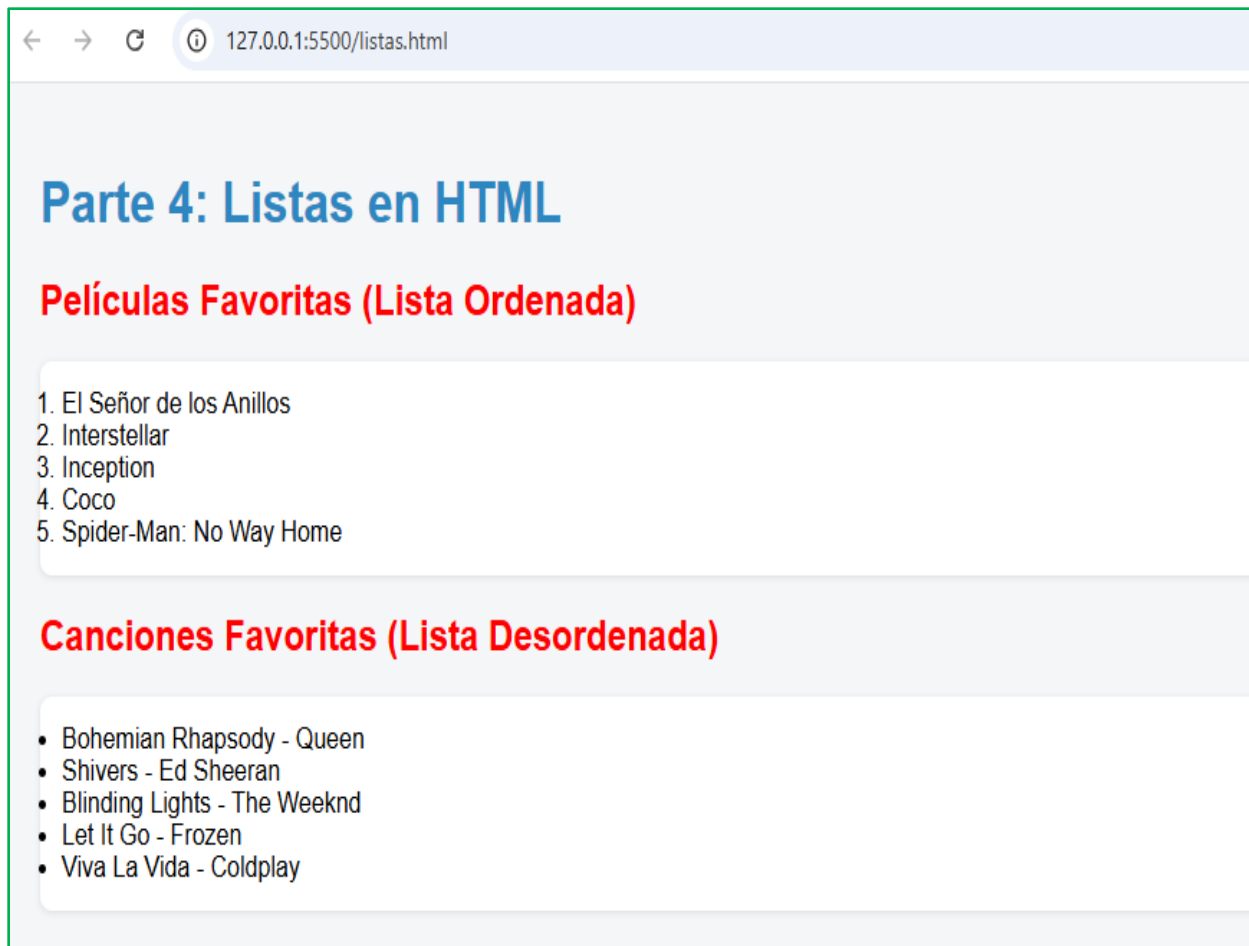 127.0.0.1:5500/listas.html
Parte 4: Listas en HTML
Películas Favoritas (Lista Ordenada)
1. El Señor de los Anillos
2. Interstellar
3. Inception
4. Coco
5. Spider-Man: No Way Home
Canciones Favoritas (Lista Desordenada)
• Bohemian Rhapsody - Queen
• Shivers - Ed Sheeran
• Blinding Lights - The Weeknd
• Let It Go - Frozen
• Viva La Vida - Coldplay